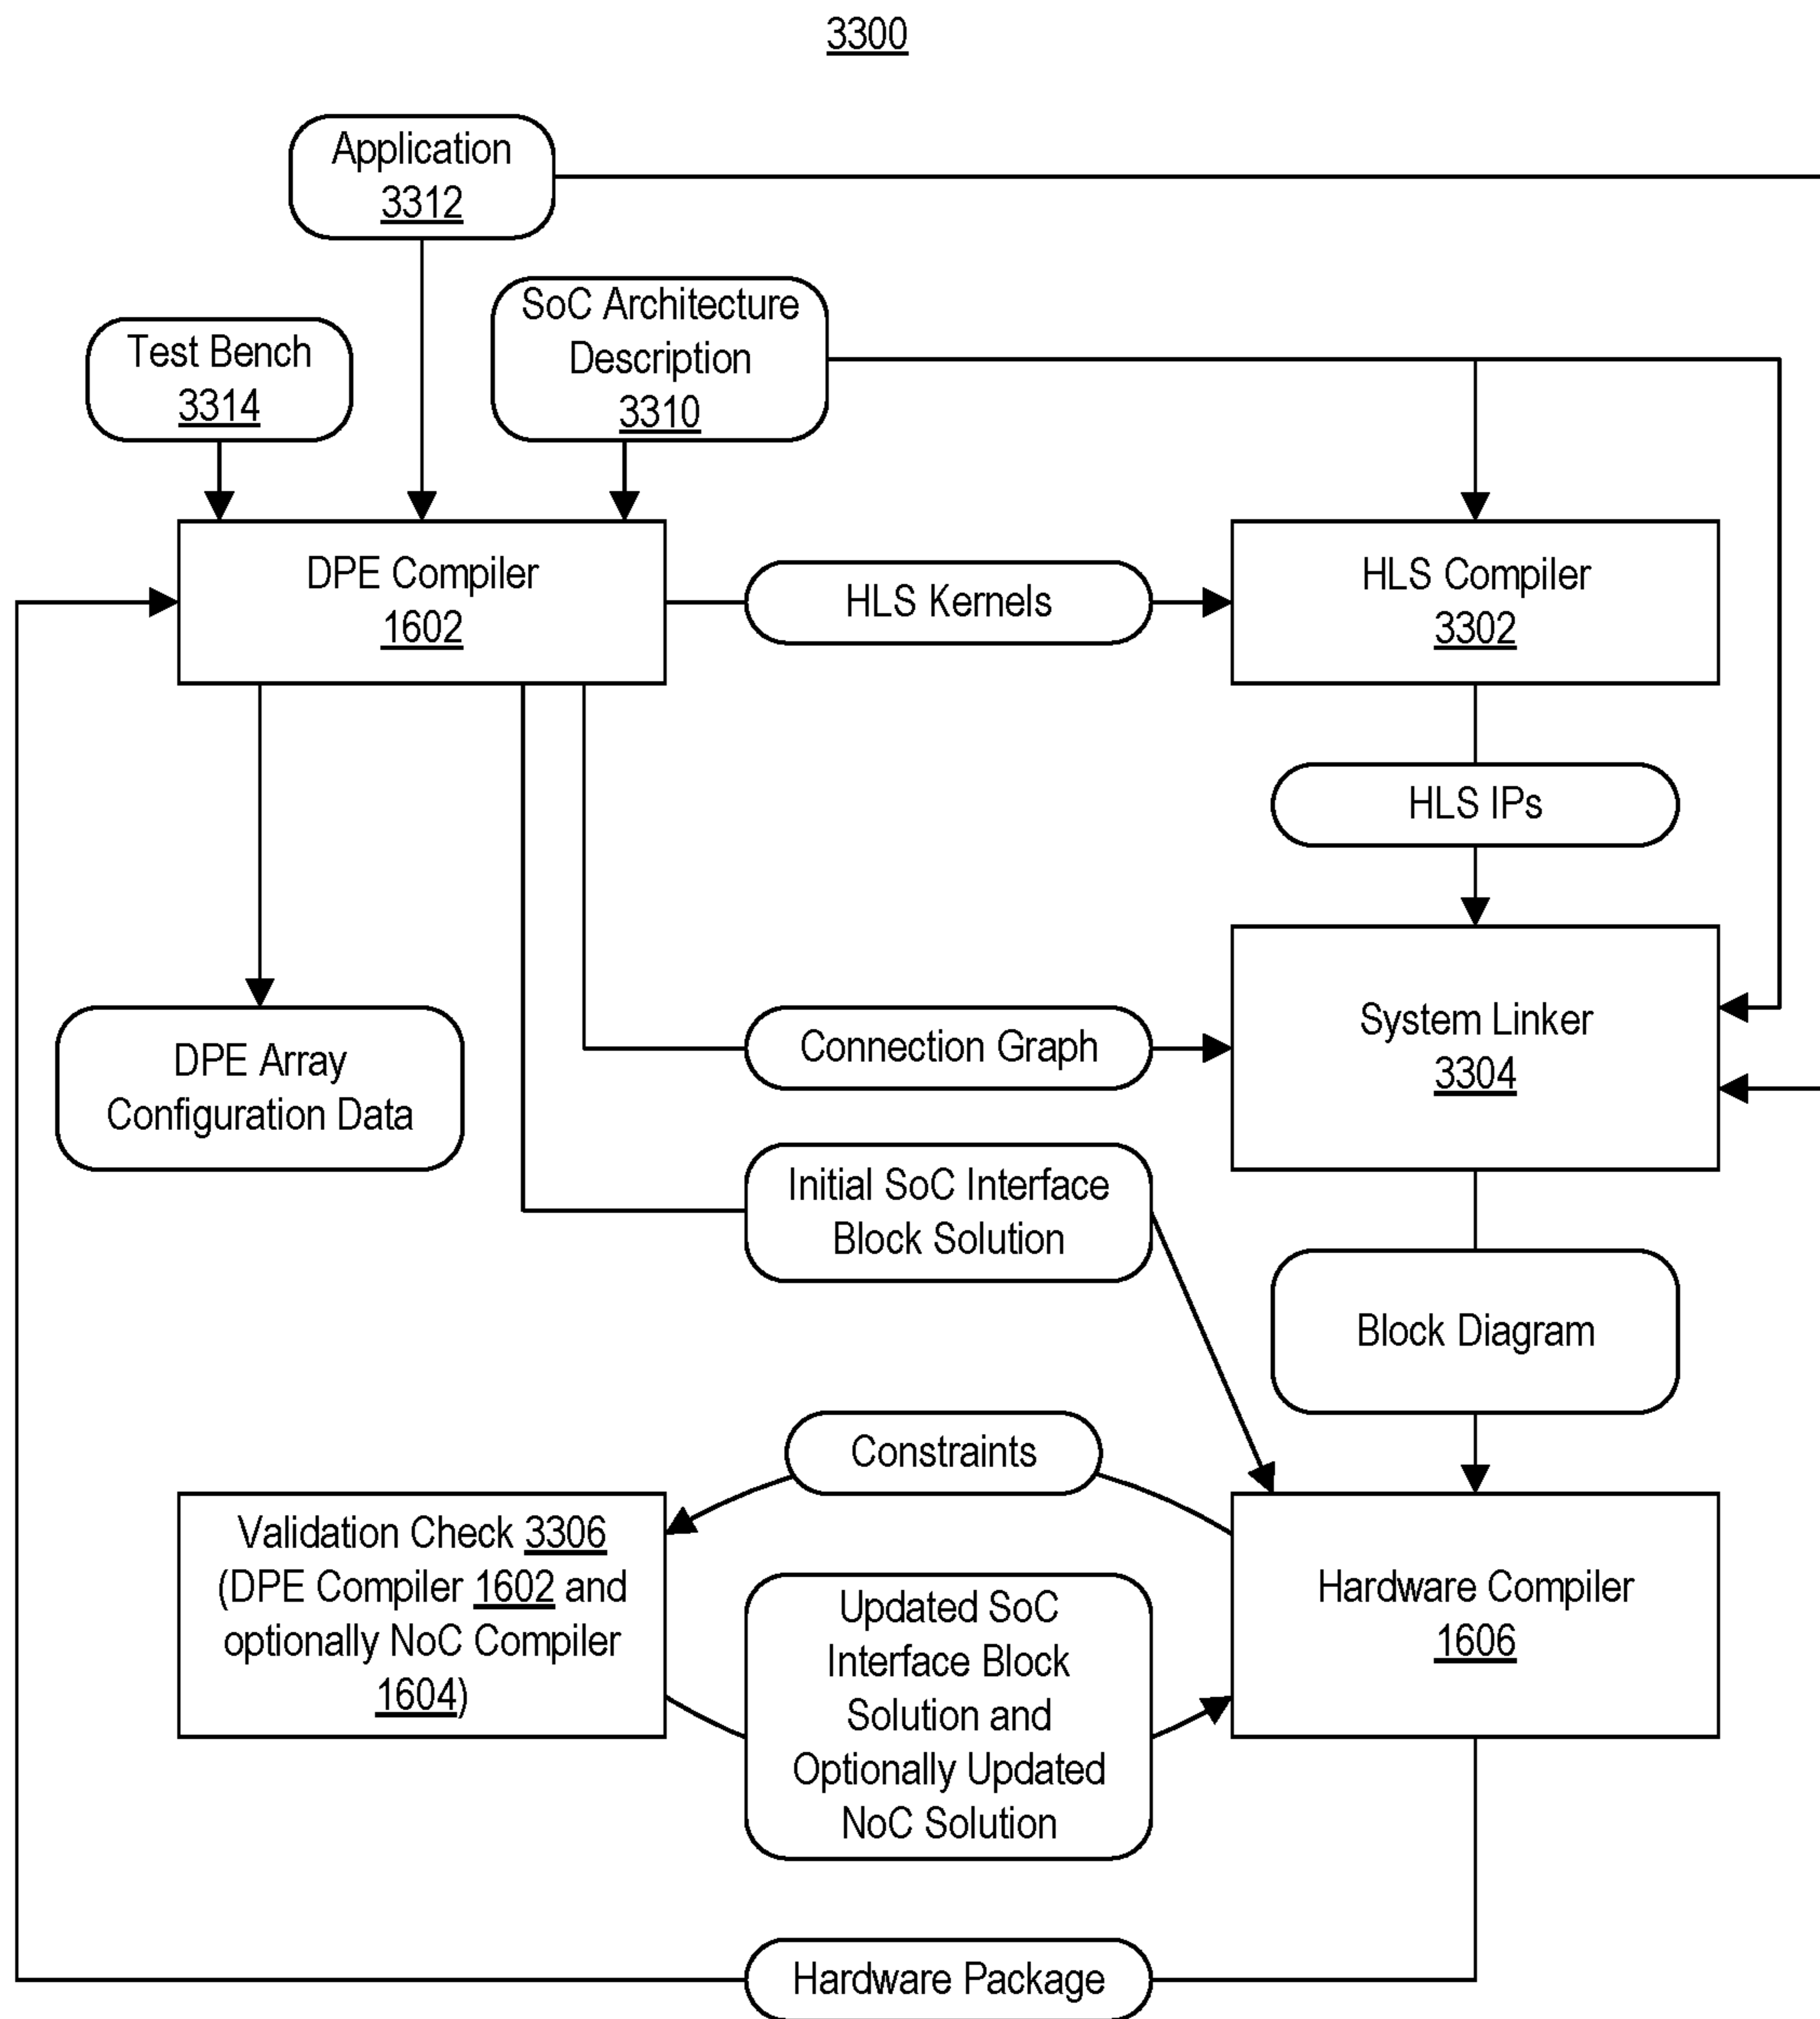 3300
Application
3312
SoC Architecture
Description
3310
Test Bench
3314
DPE Compiler
1602
HLS Kernels
HLS Compiler
3302
HLS IPs
DPE Array
Configuration Data
Connection Graph
System Linker
3304
Initial SoC Interface
Block Solution
Block Diagram
Constraints
Validation Check 3306
(DPE Compiler 1602 and
optionally NoC Compiler
1604)
Updated SoC
Interface Block
Solution and
Optionally Updated
NoC Solution
Hardware Compiler
1606
Hardware Package